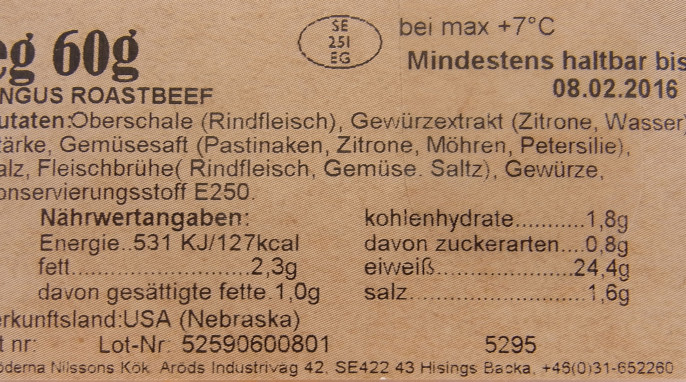 eg 60g
SE
251
EG
bei max +7°C
Mindestens haltbar bis
08.02.2016
NGUS ROASTBEEF
utaten:Oberschale (Rindfleisch), Gewürzextrakt (Zitrone, Wasser)
tärke, Gemüsesaft (Pastinaken, Zitrone, Möhren, Petersilie),
alz, Fleischbrühe( Rindfleisch, Gemüse. Saltz), Gewürze,
onservierungsstoff E250.
Nährwertangaben:
Energie..531 KJ/127kcal
fett......................2,3g
davon gesättigte fette.1,0g
kohlenhydrate...........1,8g
davon zuckerarten....0,8g
eiweiß.....................24,4g
salz............................1,6g
erkunftsland:USA (Nebraska)
t nr: Lot-Nr: 52590600801 5295
öderna Nilssons Kök. Aröds Industriväg 42, SE422 43 Hisings Backa, +46(0)31-652260